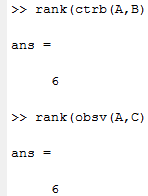 >> rank(ctrb(A,B)
ans =
6
>> rank(obsv(A,C)
ans =
6